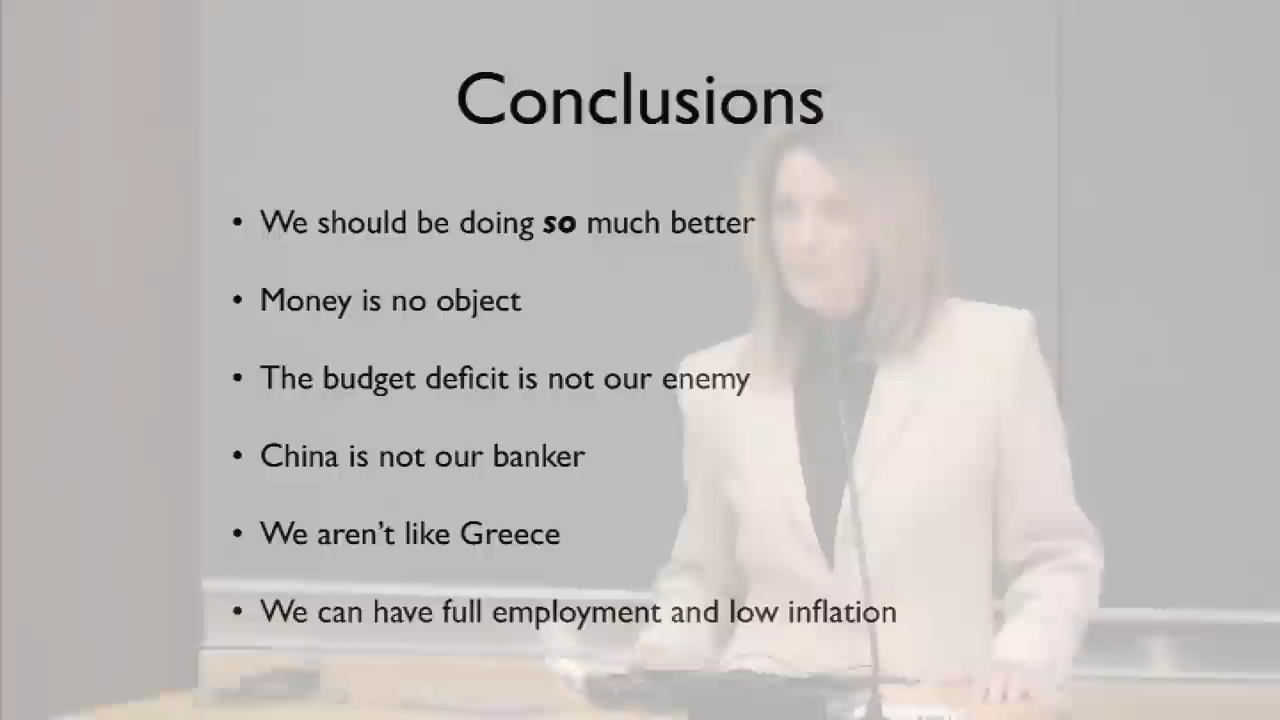 Conclusions
• We should be doing so much better
• Money is no object
• The budget deficit is not our enemy
• China is not our banker
• We aren't like Greece
• We can have full employment and low inflation